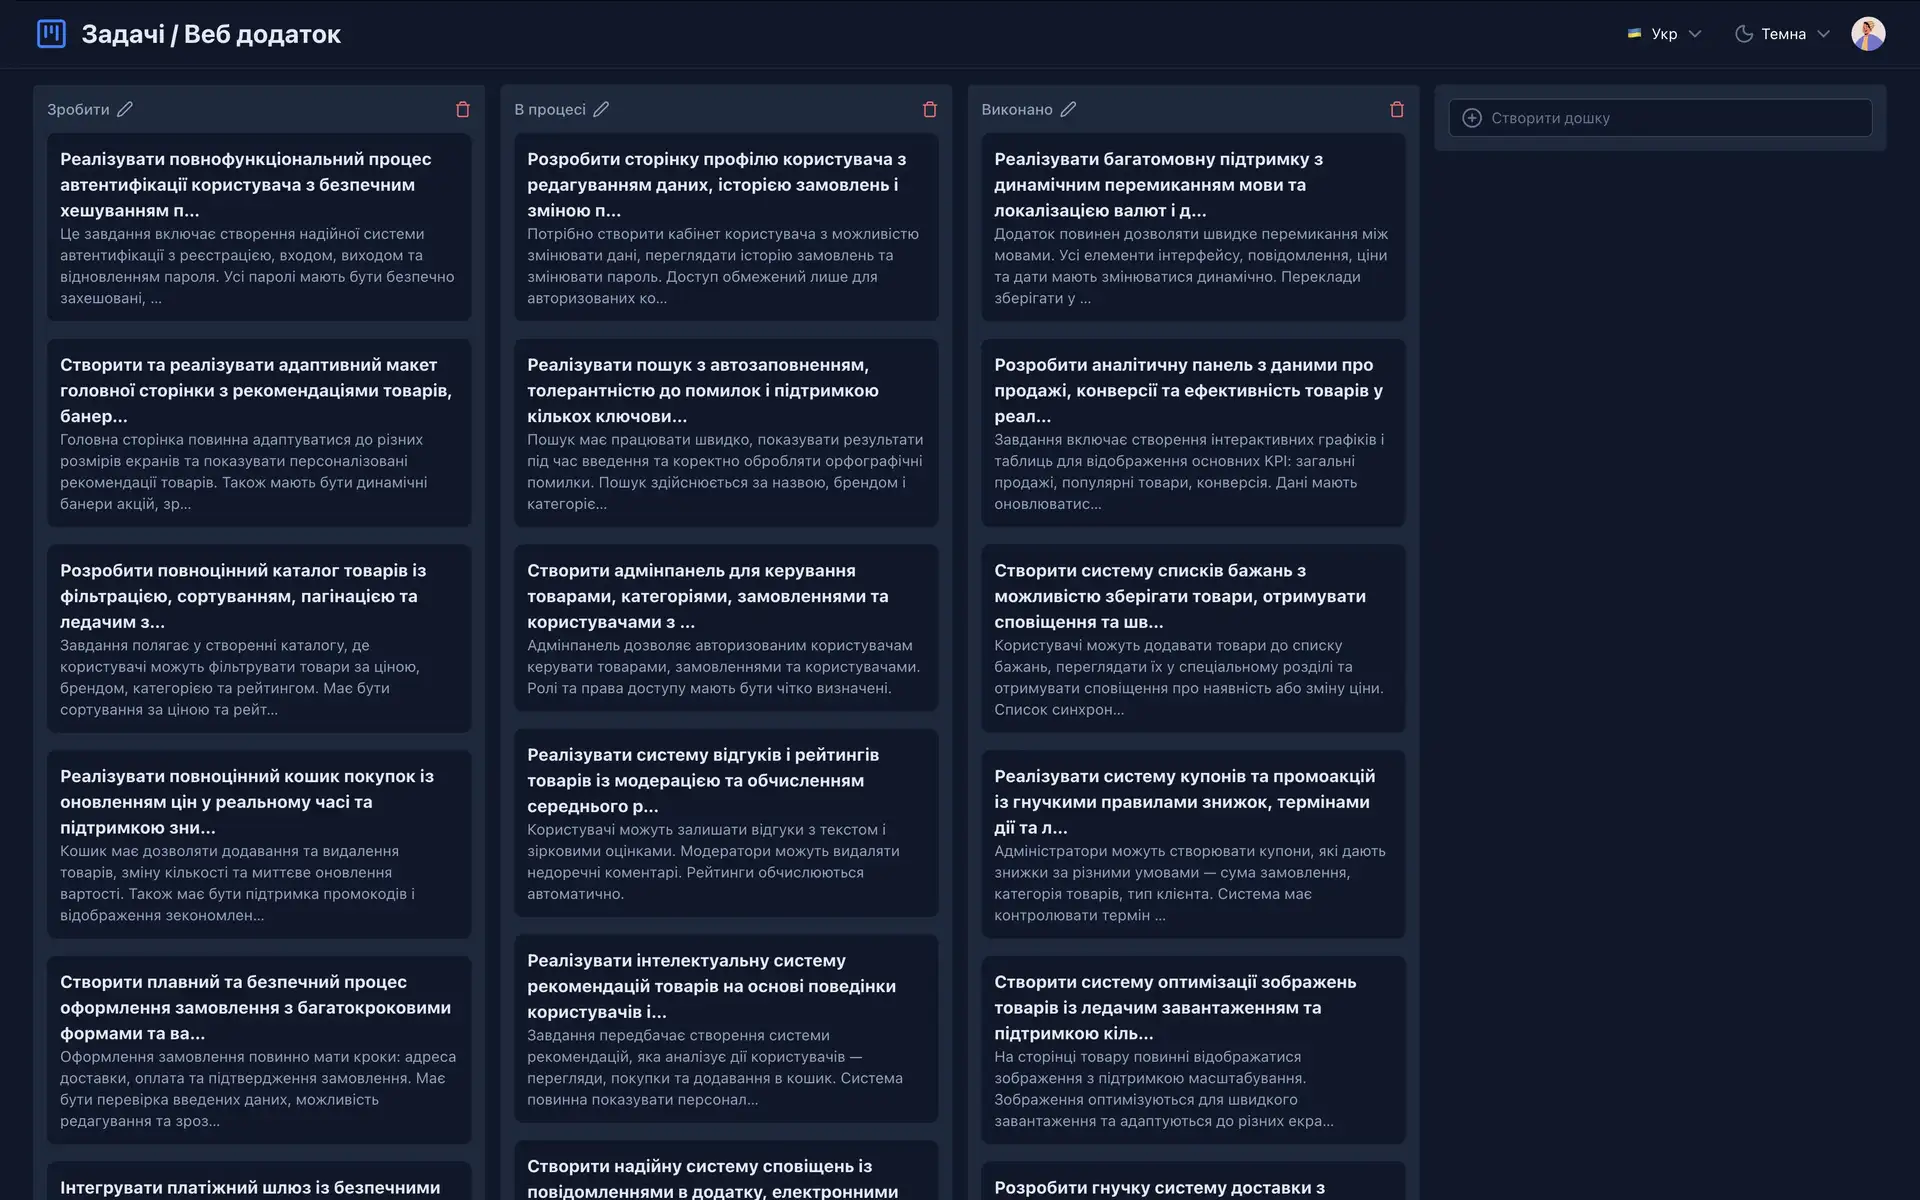 Задачі / Веб додаток
Укр
Темна
Зробити
Реалізувати повнофункціональний процес
автентифікації користувача з безпечним
хешуванням п...
Це завдання включає створення надійної системи
автентифікації з реєстрацією, входом, виходом та
відновленням пароля. Усі паролі мають бути безпечно
захешовані, ...
Створити та реалізувати адаптивний макет
головної сторінки з рекомендаціями товарів,
банер...
Головна сторінка повинна адаптуватися до різних
розмірів екранів та показувати персоналізовані
рекомендації товарів. Також мають бути динамічні
банери акцій, зр...
Розробити повноцінний каталог товарів із
фільтрацією, сортуванням, пагінацією та
ледачим з...
Завдання полягає у створенні каталогу, де
користувачі можуть фільтрувати товари за ціною,
брендом, категорією та рейтингом. Має бути
сортування за ціною та рейт...
Реалізувати повноцінний кошик покупок із
оновленням цін у реальному часі та
підтримкою зни...
Кошик має дозволяти додавання та видалення
товарів, зміну кількості та миттєве оновлення
вартості. Також має бути підтримка промокодів і
відображення зекономлен...
Створити плавний та безпечний процес
оформлення замовлення з багатокроковими
формами та ва...
Оформлення замовлення повинно мати кроки: адреса
доставки, оплата та підтвердження замовлення. Має
бути перевірка введених даних, можливість
редагування та зроз...
Інтегрувати платіжний шлюз із безпечними
В процесі
Розробити сторінку профілю користувача з
редагуванням даних, історією замовлень і
зміною п...
Потрібно створити кабінет користувача з можливістю
змінювати дані, переглядати історію замовлень та
змінювати пароль. Доступ обмежений лише для
авторизованих ко...
Реалізувати пошук з автозаповненням,
толерантністю до помилок і підтримкою
кількох ключови...
Пошук має працювати швидко, показувати результати
під час введення та коректно обробляти орфографічні
помилки. Пошук здійснюється за назвою, брендом і
категоріє...
Створити адмінпанель для керування
товарами, категоріями, замовленнями та
користувачами з ...
Адмінпанель дозволяє авторизованим користувачам
керувати товарами, замовленнями та користувачами.
Ролі та права доступу мають бути чітко визначені.
Реалізувати систему відгуків і рейтингів
товарів із модерацією та обчисленням
середнього р...
Користувачі можуть залишати відгуки з текстом і
зірковими оцінками. Модератори можуть видаляти
недоречні коментарі. Рейтинги обчислюються
автоматично.
Реалізувати інтелектуальну систему
рекомендацій товарів на основі поведінки
користувачів і...
Завдання передбачає створення системи
рекомендацій, яка аналізує дії користувачів —
перегляди, покупки та додавання в кошик. Система
повинна показувати персонал...
Створити надійну систему сповіщень із
повідомленнями в додатку, електронними
Виконано
Реалізувати багатомовну підтримку з
динамічним перемиканням мови та
локалізацією валют і д...
Додаток повинен дозволяти швидке перемикання між
мовами. Усі елементи інтерфейсу, повідомлення, ціни
та дати мають змінюватися динамічно. Переклади
зберігати у ...
Розробити аналітичну панель з даними про
продажі, конверсії та ефективність товарів у
реал...
Завдання включає створення інтерактивних графіків і
таблиць для відображення основних KPI: загальні
продажі, популярні товари, конверсія. Дані мають
оновлюватис...
Створити систему списків бажань з
можливістю зберігати товари, отримувати
сповіщення та шв...
Користувачі можуть додавати товари до списку
бажань, переглядати їх у спеціальному розділі та
отримувати сповіщення про наявність або зміну ціни.
Список синхрон...
Реалізувати систему купонів та промоакцій
із гнучкими правилами знижок, термінами
дії та л...
Адміністратори можуть створювати купони, які дають
знижки за різними умовами — сума замовлення,
категорія товарів, тип клієнта. Система має
контролювати термін ...
Створити систему оптимізації зображень
товарів із ледачим завантаженням та
підтримкою кіль...
На сторінці товару повинні відображатися
зображення з підтримкою масштабування.
Зображення оптимізуються для швидкого
завантаження та адаптуються до різних екра...
Розробити гнучку систему доставки з
Створити дошку